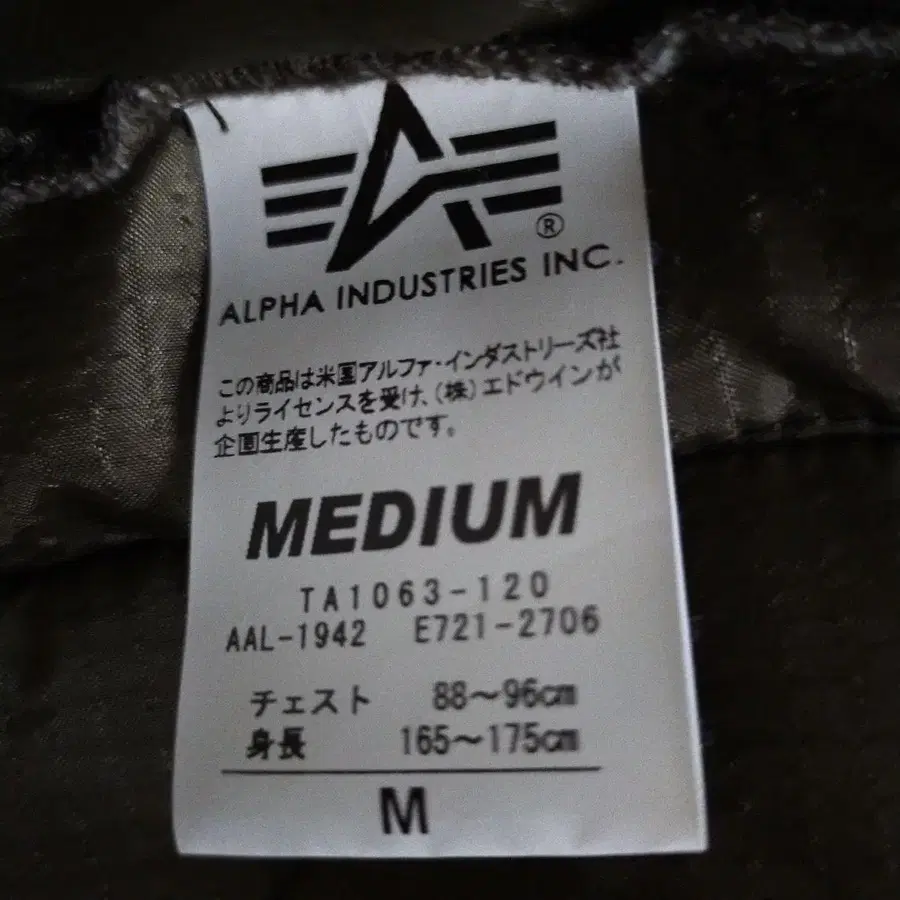 ALPHA INDUSTRIES INC.
この商品は米国アルファ・インダストリーズ社
よりライセンスを受け、(株)エドウインが
企画生産したものです。
MEDIUM
TA1063-120
AAL-1942 E721-2706
チェスト 88～96cm
身長 165～175cm
M